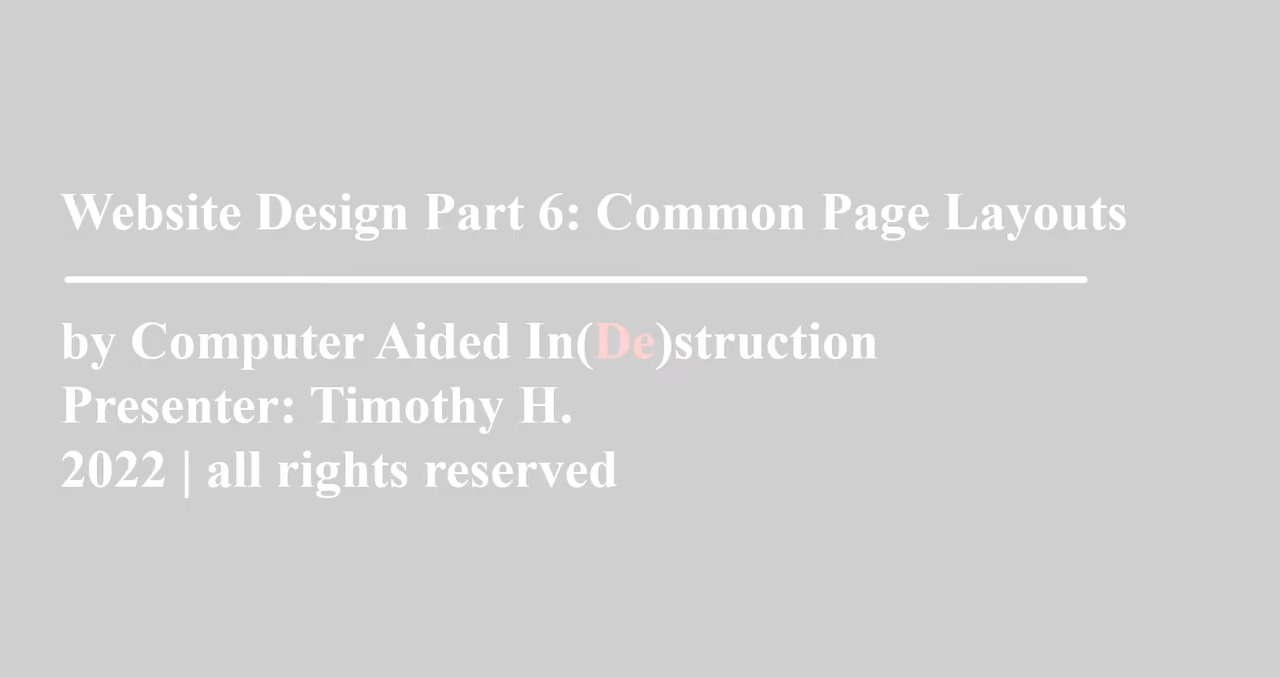 Website Design Part 6: Common Page Layouts
by Computer Aided In(De)struction
Presenter: Timothy H.
2022 | all rights reserved